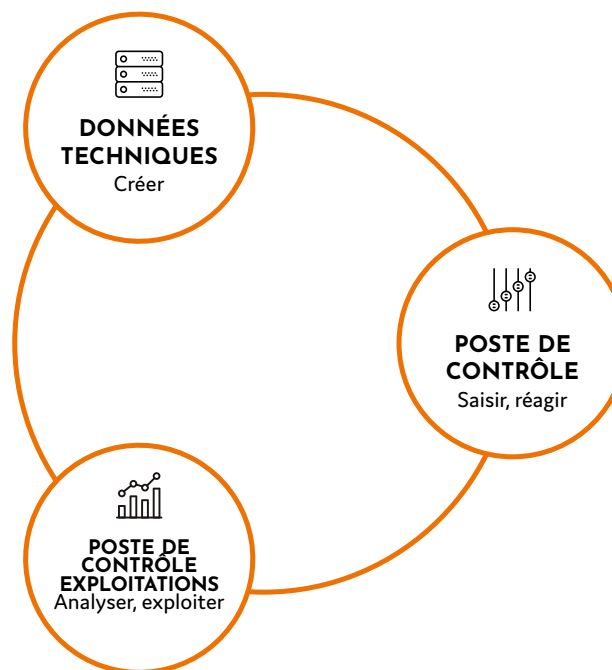 DONNÉES
TECHNIQUES
Créer
POSTE DE
CONTRÔLE
Saisir, réagir
POSTE DE
CONTRÔLE
EXPLOITATIONS
Analyser, exploiter